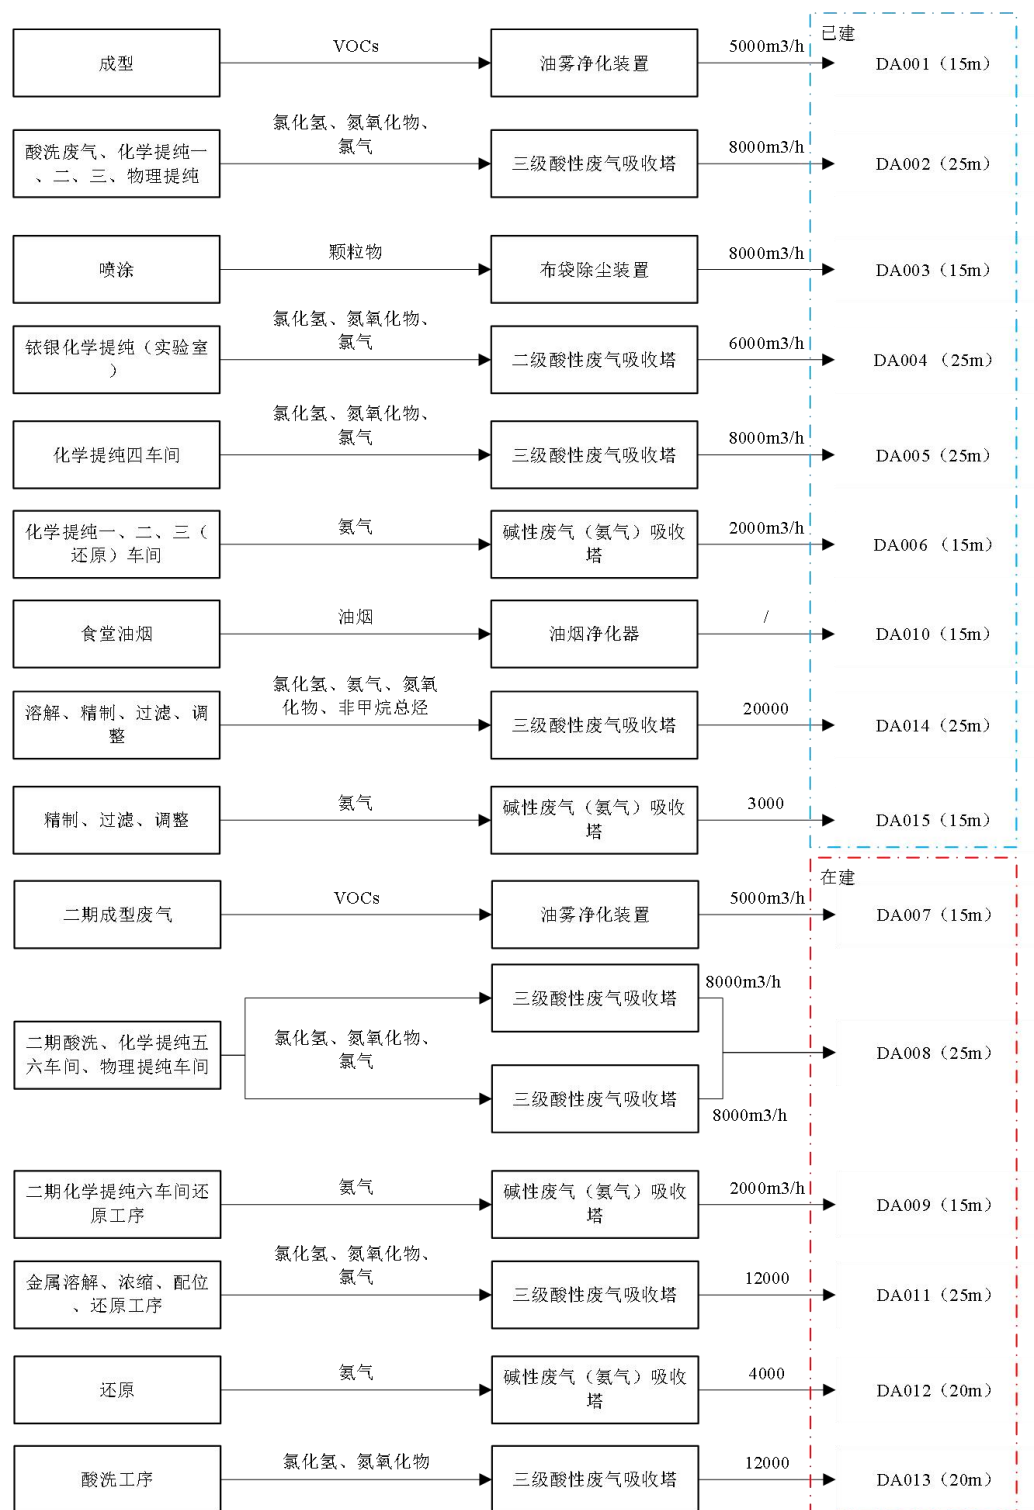 已建
成型
VOCs
油雾净化装置
5000m3/h
DA001（15m）
酸洗废气、化学提纯一
、二、三、物理提纯
氯化氢、氮氧化物、
氯气
三级酸性废气吸收塔
8000m3/h
DA002（25m）
喷涂
颗粒物
布袋除尘装置
8000m3/h
DA003（15m）
铱银化学提纯（实验室
）
氯化氢、氮氧化物、
氯气
二级酸性废气吸收塔
6000m3/h
DA004 （25m）
化学提纯四车间
氯化氢、氮氧化物、
氯气
三级酸性废气吸收塔
8000m3/h
DA005（25m）
化学提纯一、二、三（
还原）车间
氨气
碱性废气（氨气）吸收
塔
2000m3/h
DA006 （15m）
食堂油烟
油烟
油烟净化器
/
DA010（15m）
溶解、精制、过滤、调
整
氯化氢、氨气、氮氧
化物、非甲烷总烃
三级酸性废气吸收塔
20000
DA014（25m）
精制、过滤、调整
氨气
碱性废气（氨气）吸收
塔
3000
DA015（15m）
在建
二期成型废气
VOCs
油雾净化装置
5000m3/h
DA007（15m）
二期酸洗、化学提纯五
六车间、物理提纯车间
氯化氢、氮氧化物、
氯气
三级酸性废气吸收塔
8000m3/h
三级酸性废气吸收塔
8000m3/h
DA008（25m）
二期化学提纯六车间还
原工序
氨气
碱性废气（氨气）吸收
塔
2000m3/h
DA009（15m）
金属溶解、浓缩、配位
、还原工序
氯化氢、氮氧化物、
氯气
三级酸性废气吸收塔
12000
DA011（25m）
还原
氨气
碱性废气（氨气）吸收
塔
4000
DA012（20m）
酸洗工序
氯化氢、氮氧化物
三级酸性废气吸收塔
12000
DA013（20m）